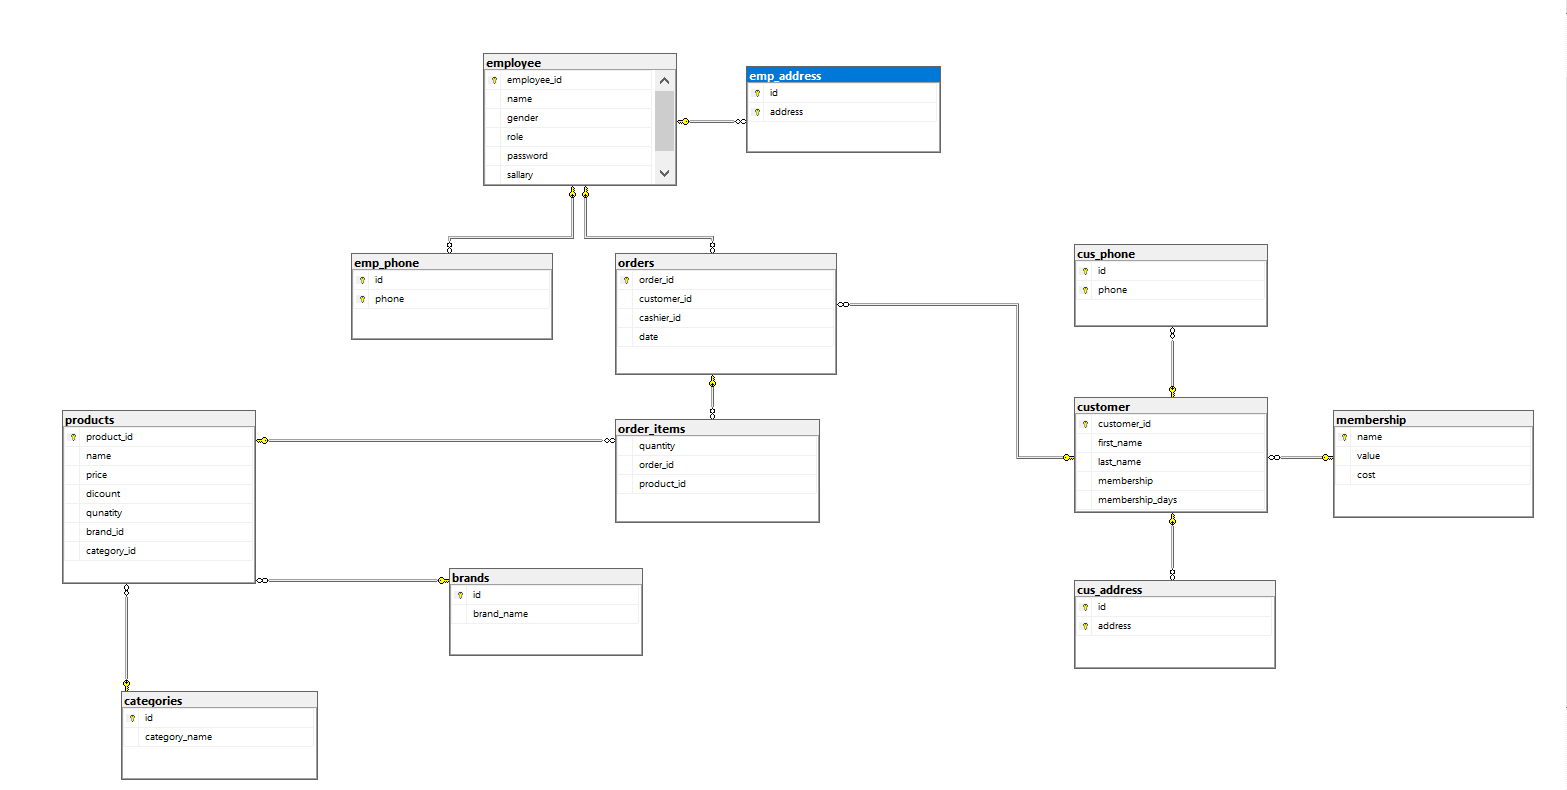 employee
employee_id
name
gender
role
password
sallary
emp_address
id
address
emp_phone
id
phone
orders
order_id
customer_id
cashier_id
date
cus_phone
id
phone
products
product_id
name
price
dicount
qunatity
brand_id
category_id
order_items
quantity
order_id
product_id
customer
customer_id
first_name
last_name
membership
membership_days
membership
name
value
cost
brands
id
brand_name
cus_address
id
address
categories
id
category_name